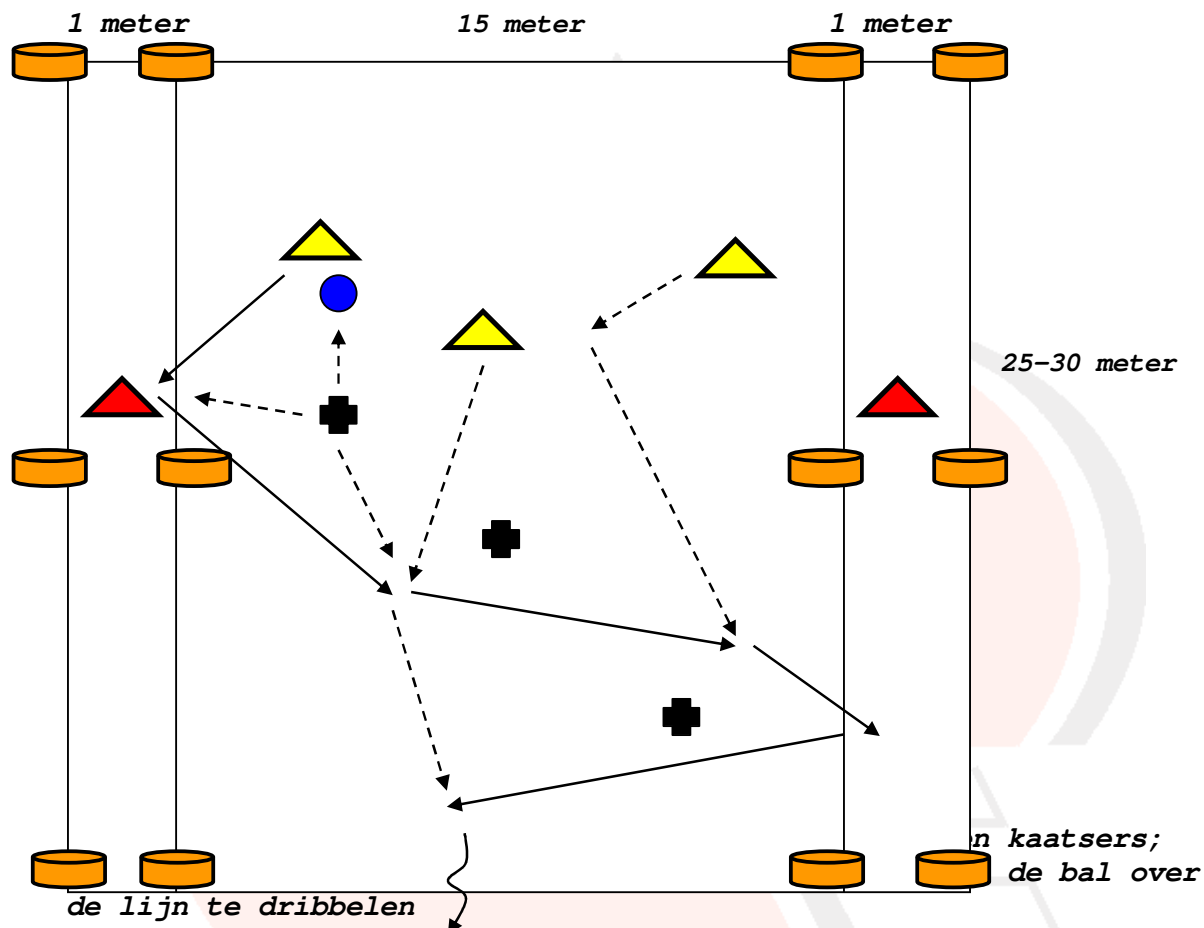 1 meter 15 meter 1 meter
25-30 meter
n kaatsers;
de bal over
de lijn te dribbelen